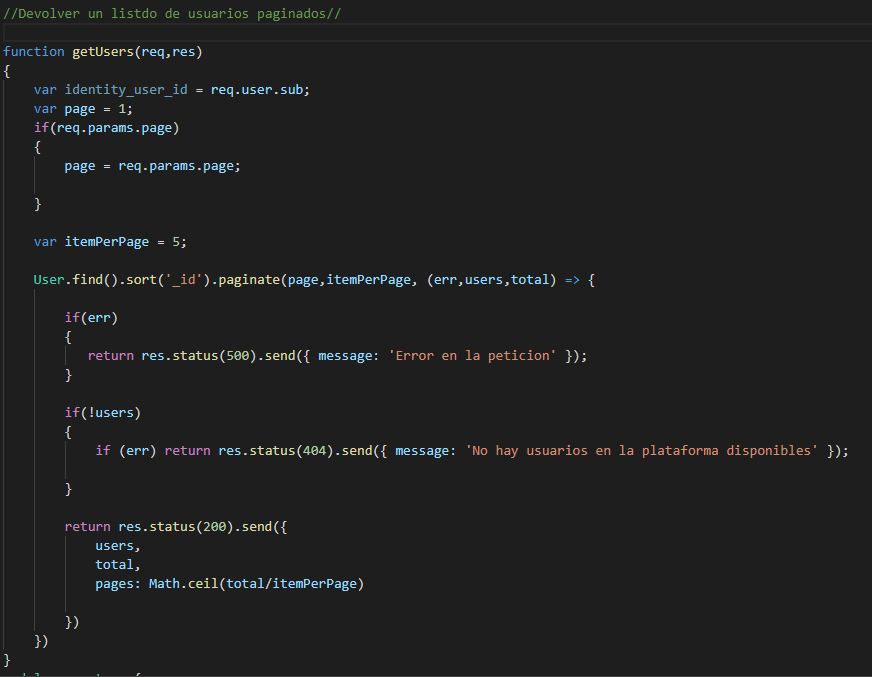 //Devolver un listdo de usuarios paginados//
function getUsers(req,res)
{
    var identity_user_id = req.user.sub;
    var page = 1;
    if(req.params.page)
    {
        page = req.params.page;
    }
    var itemPerPage = 5;
    User.find().sort('_id').paginate(page,itemPerPage, (err,users,total) => {
        if(err)
        {
           return res.status(500).send({ message: 'Error en la peticion' });
        }
        if(!users)
        {
            if (err) return res.status(404).send({ message: 'No hay usuarios en la plataforma disponibles' });
        }
        return res.status(200).send({
            users,
            total,
            pages: Math.ceil(total/itemPerPage)
        })
    })
}